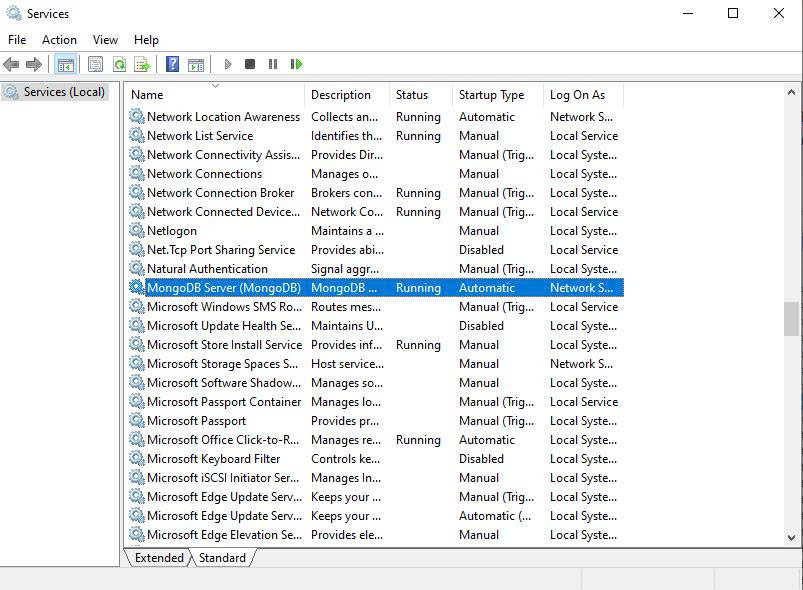 Services
File Action View Help
Services (Local)
Name Description Status Startup Type Log On As
Network Location Awareness Collects an... Running Automatic Network S...
Network List Service Identifies th... Running Manual Local Service
Network Connectivity Assis... Provides Dir... Manual (Trig... Local Syste...
Network Connections Manages o... Manual Local Syste...
Network Connection Broker Brokers con... Running Manual (Trig... Local Syste...
Network Connected Device... Network Co... Running Manual (Trig... Local Service
Netlogon Maintains a ... Manual Local Syste...
Net.Tcp Port Sharing Service Provides abi... Disabled Local Service
Natural Authentication Signal aggr... Manual (Trig... Local Syste...
MongoDB Server (MongoDB) MongoDB ... Running Automatic Network S...
Microsoft Windows SMS Ro... Routes mes... Manual (Trig... Local Service
Microsoft Update Health Se... Maintains U... Disabled Local Syste...
Microsoft Store Install Service Provides inf... Running Manual Local Syste...
Microsoft Storage Spaces S... Host service... Manual Network S...
Microsoft Software Shadow... Manages so... Manual Local Syste...
Microsoft Passport Container Manages lo... Manual (Trig... Local Service
Microsoft Passport Provides pr... Manual (Trig... Local Syste...
Microsoft Office Click-to-R... Manages re... Running Automatic Local Syste...
Microsoft Keyboard Filter Controls ke... Disabled Local Syste...
Microsoft iSCSI Initiator Ser... Manages In... Manual Local Syste...
Microsoft Edge Update Serv... Keeps your ... Manual (Trig... Local Syste...
Microsoft Edge Update Serv... Keeps your ... Automatic (... Local Syste...
Microsoft Edge Elevation Se... Provides ele... Manual Local Syste...
Extended Standard